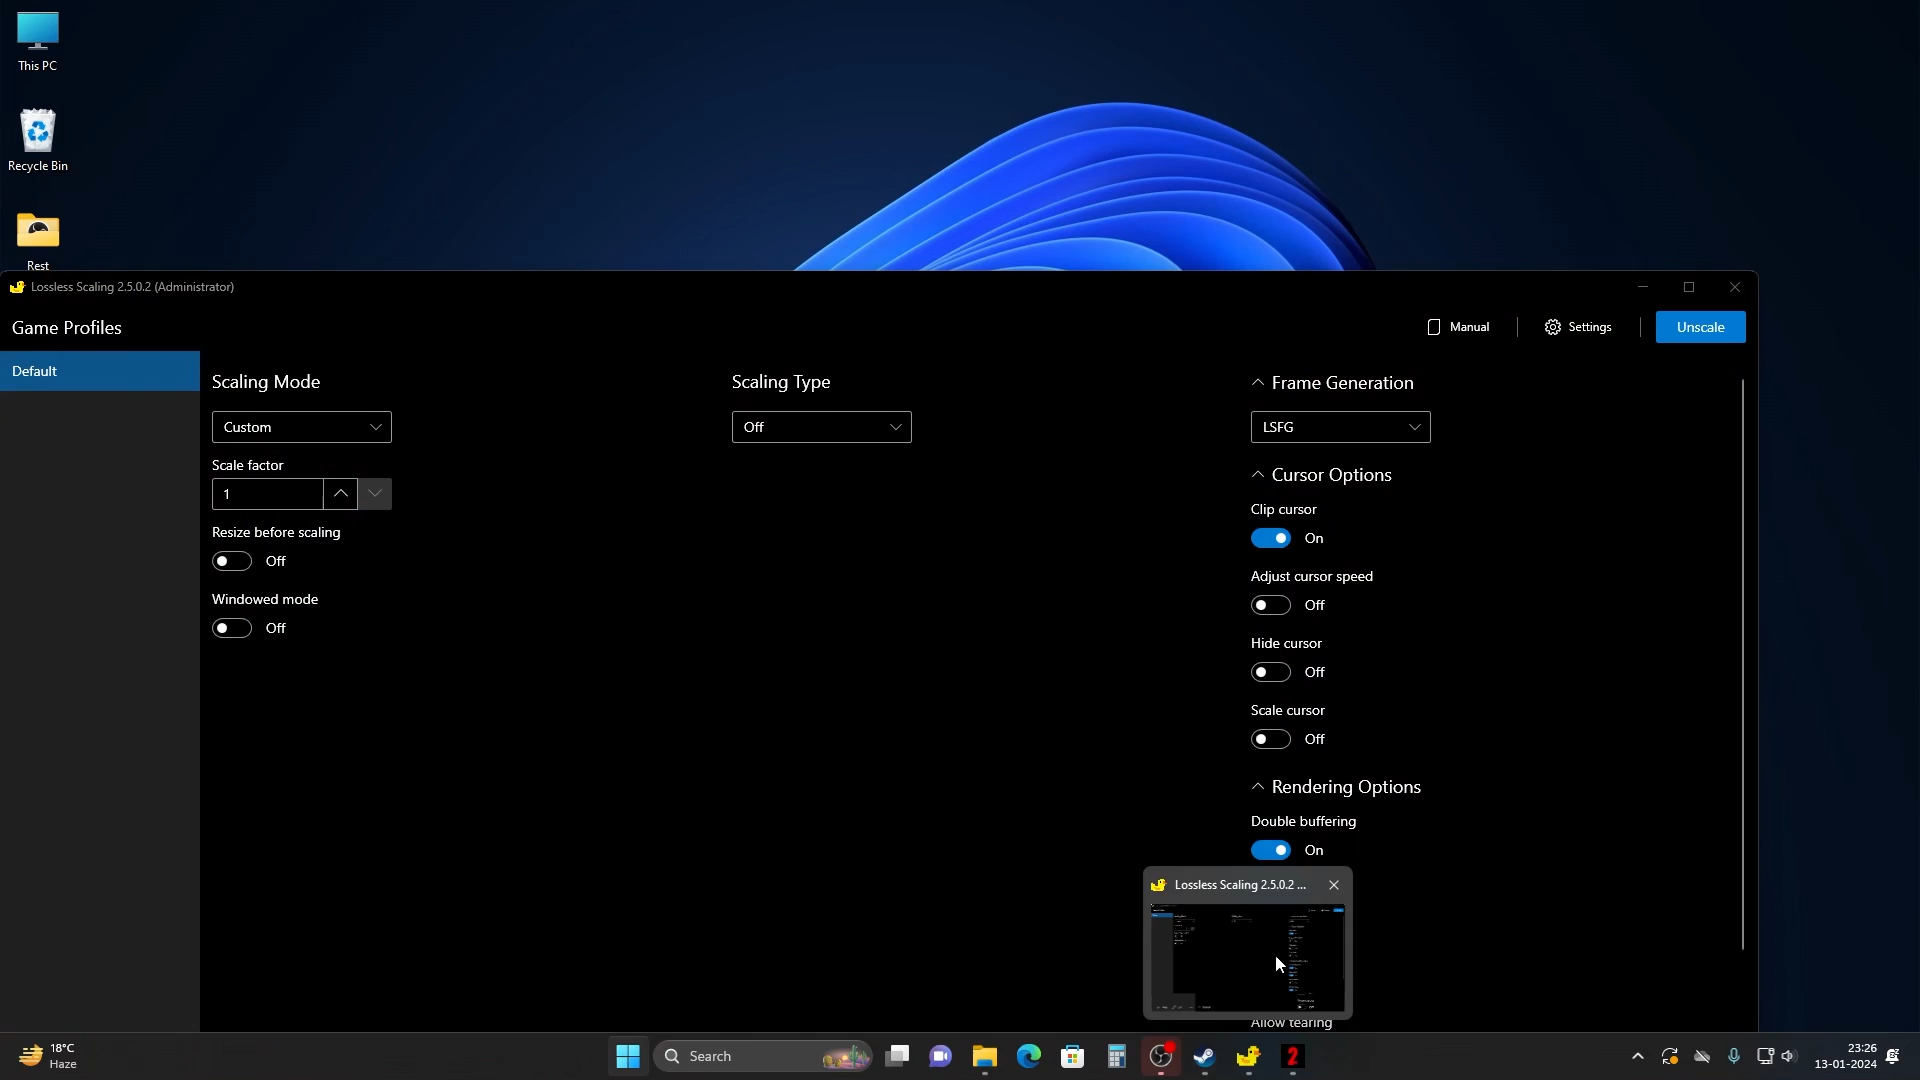 This PC
Recycle Bin
Rest
Lossless Scaling 2.5.0.2 (Administrator)
Game Profiles
Manual
Settings
Unscale
Default
Scaling Mode
Custom
Scale factor
1
Resize before scaling
Off
Windowed mode
Off
Scaling Type
Off
Frame Generation
LSFG
Cursor Options
Clip cursor
On
Adjust cursor speed
Off
Hide cursor
Off
Scale cursor
Off
Rendering Options
Double buffering
On
Lossless Scaling 2.5.0.2 ...
Allow tearing
18°C
Haze
Search
2
23:26
13-01-2024